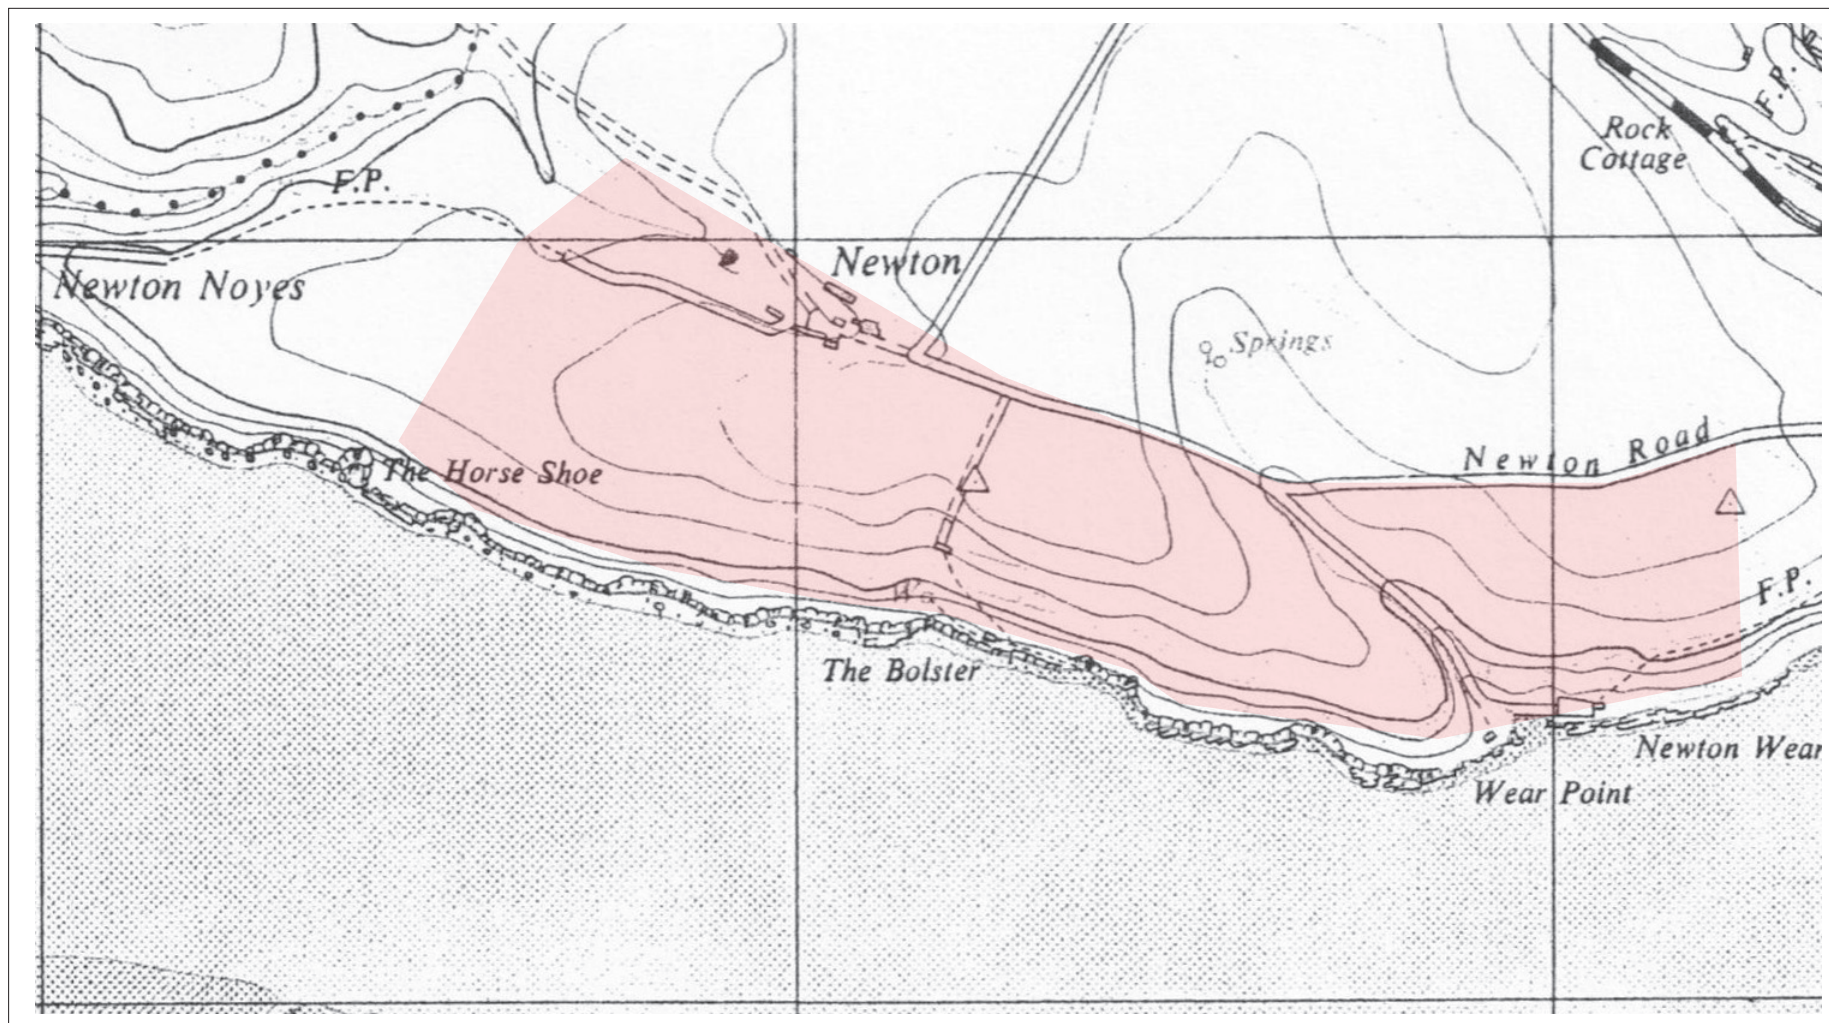 F.P.
Rock
Cottage
F.P.
Newton
Newton Noyes
Springs
Newton Road
The Horse Shoe
F.P.
The Bolster
Newton Wear
Wear Point